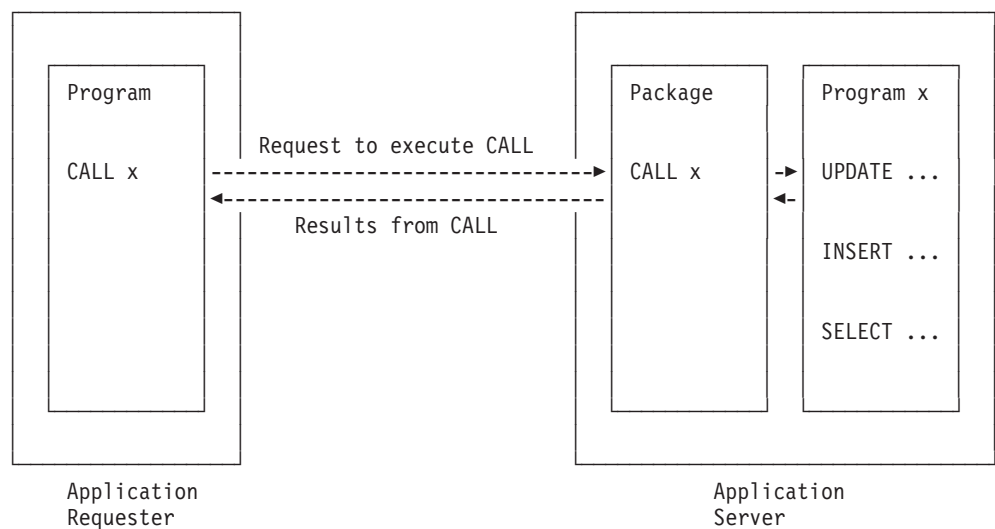 Program
Package
Program x
Request to execute CALL
CALL x
CALL x
UPDATE ...
Results from CALL
INSERT ...
SELECT ...
Application
Requester
Application
Server